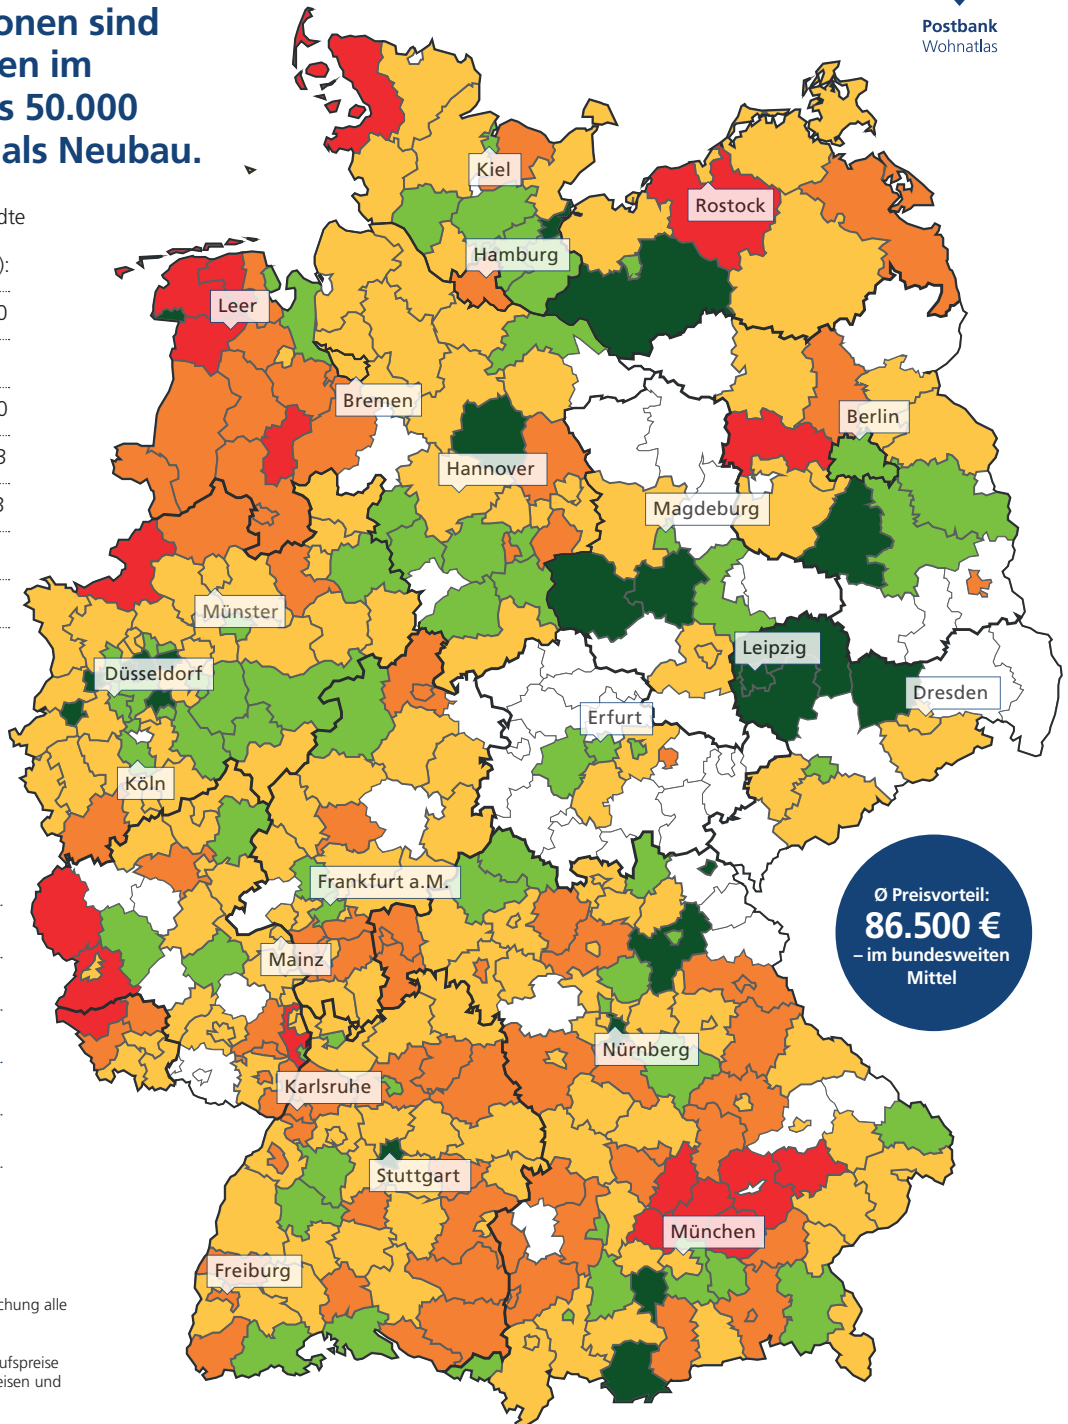 onen sind
en im
s 50.000
als Neubau.
Postbank
Wohnatlas
dte
):
0
0
3
3
Kiel
Rostock
Hamburg
Leer
Bremen
Berlin
Hannover
Magdeburg
Münster
Leipzig
Düsseldorf
Dresden
Erfurt
Köln
Frankfurt a.M.
Mainz
Nürnberg
Karlsruhe
Stuttgart
München
Freiburg
Ø Preisvorteil:
86.500 €
– im bundesweiten
Mittel
chung alle
ufspreise
eisen und